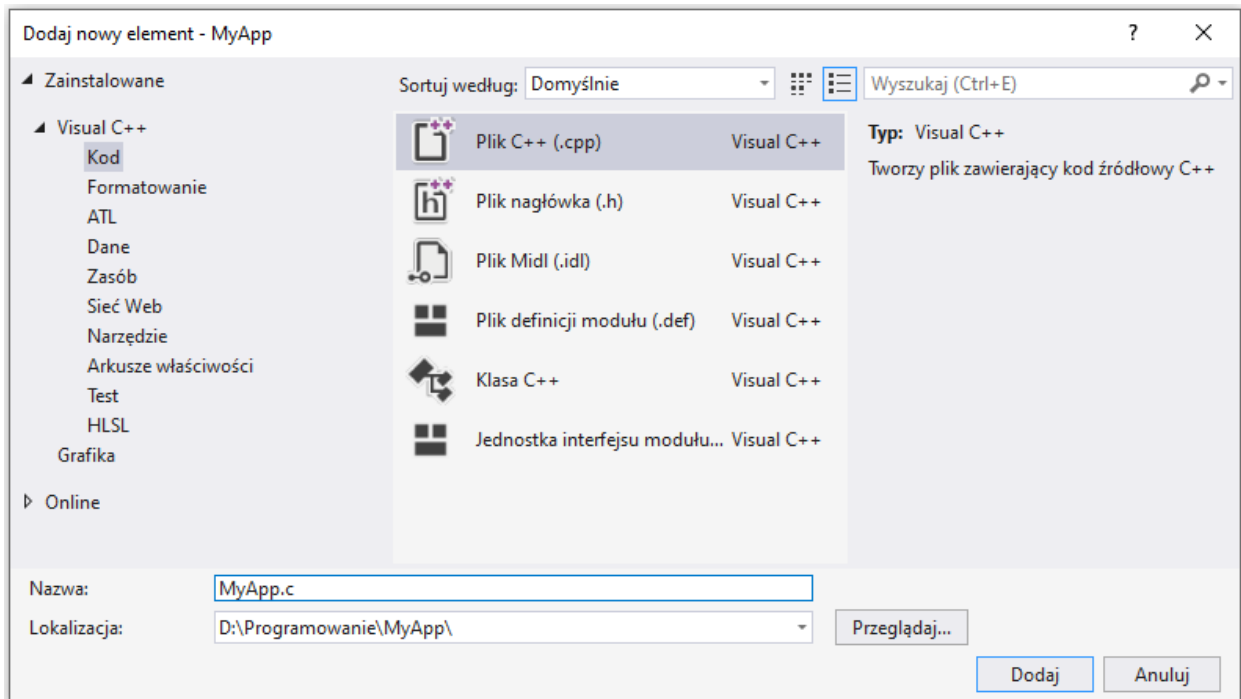 Dodaj nowy element - MyApp
?
Zainstalowane
Visual C++
Kod
Formatowanie
ATL
Dane
Zasób
Sieć Web
Narzędzie
Arkusze właściwości
Test
HLSL
Grafika
Online
Sortuj według: Domyślnie
Wyszukaj (Ctrl+E)
Plik C++ (.cpp) Visual C++
Plik nagłówka (.h) Visual C++
Plik Midl (.idl) Visual C++
Plik definicji modułu (.def) Visual C++
Klasa C++ Visual C++
Jednostka interfejsu modułu... Visual C++
Typ: Visual C++
Tworzy plik zawierający kod źródłowy C++
Nazwa: MyApp.c
Lokalizacja: D:\Programowanie\MyApp\
Przeglądaj...
Dodaj Anuluj